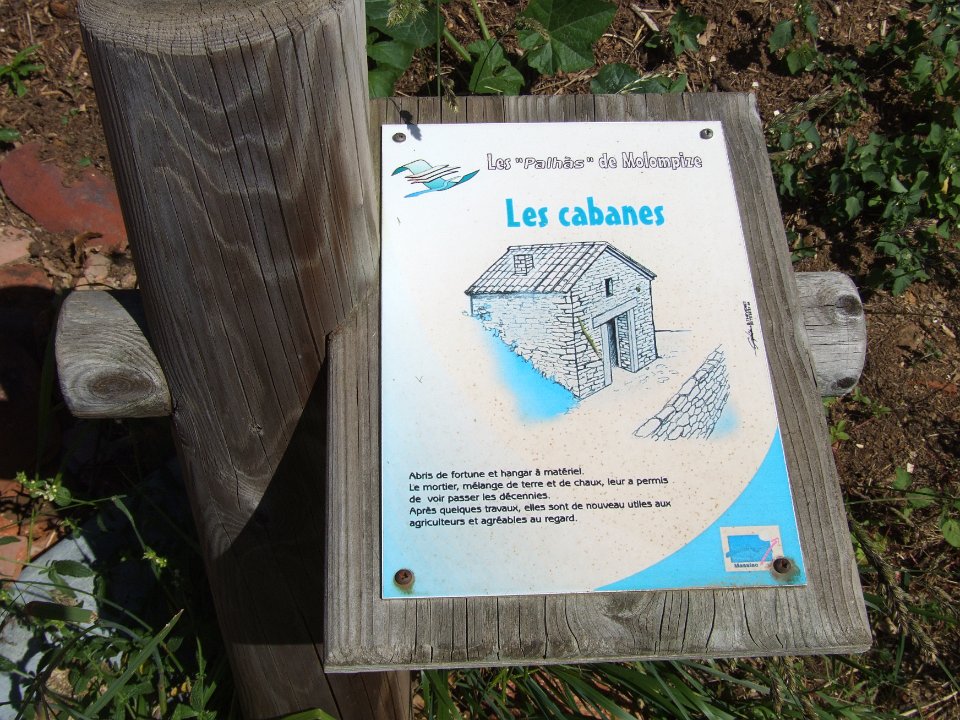 Les "Palhàs" de Molompize
Les cabanes
Abris de fortune et hangar à matériel.
Le mortier, mélange de terre et de chaux, leur a permis
de voir passer les décennies.
Après quelques travaux, elles sont de nouveau utiles aux
agriculteurs et agréables au regard.
Massiac